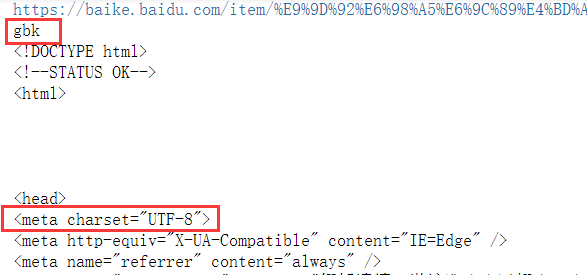 https://baike.baidu.com/item/%E9%9D%92%E6%98%A5%E6%9C%89%E4%BD%A
gbk
<!DOCTYPE html>
<!--STATUS OK-->
<html>
<head>
<meta charset="UTF-8">
<meta http-equiv="X-UA-Compatible" content="IE=Edge" />
<meta name="referrer" content="always" />